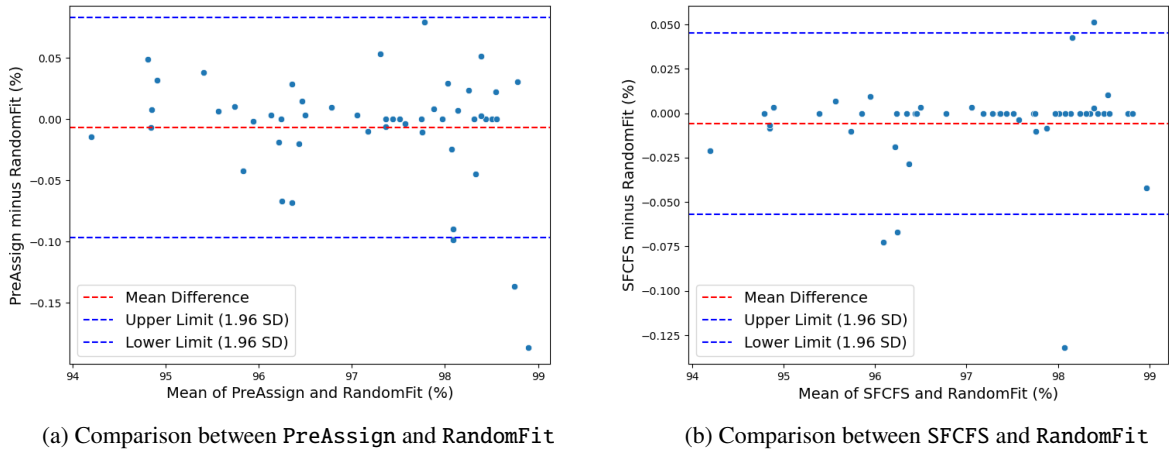 PreAssign minus RandomFit (%)
0.05
0.00
−0.05
−0.10
−0.15
Mean Difference
Upper Limit (1.96 SD)
Lower Limit (1.96 SD)
94 95 96 97 98 99
Mean of PreAssign and RandomFit (%)
(a) Comparison between PreAssign and RandomFit
SFCFS minus RandomFit (%)
0.050
0.025
0.000
−0.025
−0.050
−0.075
−0.100
−0.125
Mean Difference
Upper Limit (1.96 SD)
Lower Limit (1.96 SD)
94 95 96 97 98 99
Mean of SFCFS and RandomFit (%)
(b) Comparison between SFCFS and RandomFit